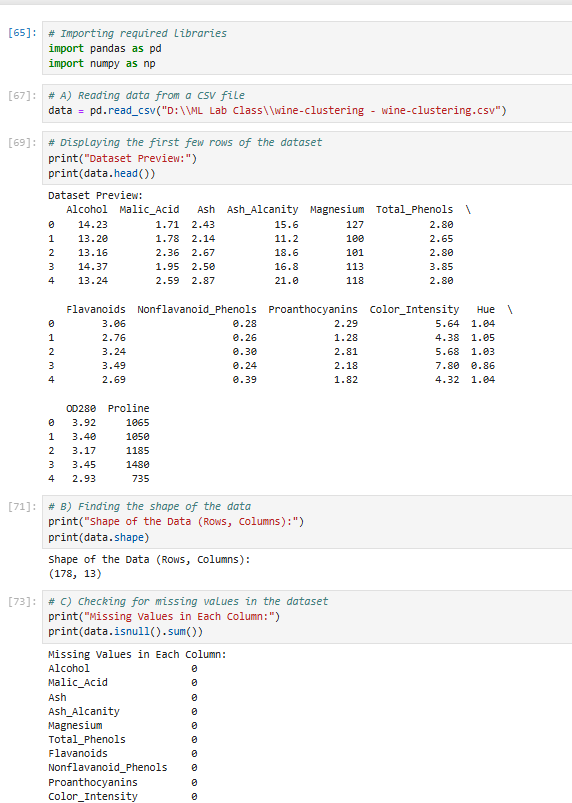 [65]: # Importing required libraries
import pandas as pd
import numpy as np
[67]: # A) Reading data from a CSV file
data = pd.read_csv("D:\\ML Lab Class\\wine-clustering - wine-clustering.csv")
[69]: # Displaying the first few rows of the dataset
print("Dataset Preview:")
print(data.head())
Dataset Preview:
   Alcohol  Malic_Acid   Ash  Ash_Alcanity  Magnesium  Total_Phenols  \
0    14.23        1.71  2.43          15.6        127           2.80
1    13.20        1.78  2.14          11.2        100           2.65
2    13.16        2.36  2.67          18.6        101           2.80
3    14.37        1.95  2.50          16.8        113           3.85
4    13.24        2.59  2.87          21.0        118           2.80
   Flavanoids  Nonflavanoid_Phenols  Proanthocyanins  Color_Intensity   Hue  \
0        3.06                  0.28             2.29             5.64  1.04
1        2.76                  0.26             1.28             4.38  1.05
2        3.24                  0.30             2.81             5.68  1.03
3        3.49                  0.24             2.18             7.80  0.86
4        2.69                  0.39             1.82             4.32  1.04
   OD280  Proline
0   3.92     1065
1   3.40     1050
2   3.17     1185
3   3.45     1480
4   2.93      735
[71]: # B) Finding the shape of the data
print("Shape of the Data (Rows, Columns):")
print(data.shape)
Shape of the Data (Rows, Columns):
(178, 13)
[73]: # C) Checking for missing values in the dataset
print("Missing Values in Each Column:")
print(data.isnull().sum())
Missing Values in Each Column:
Alcohol                 0
Malic_Acid              0
Ash                     0
Ash_Alcanity            0
Magnesium               0
Total_Phenols           0
Flavanoids              0
Nonflavanoid_Phenols    0
Proanthocyanins         0
Color_Intensity         0